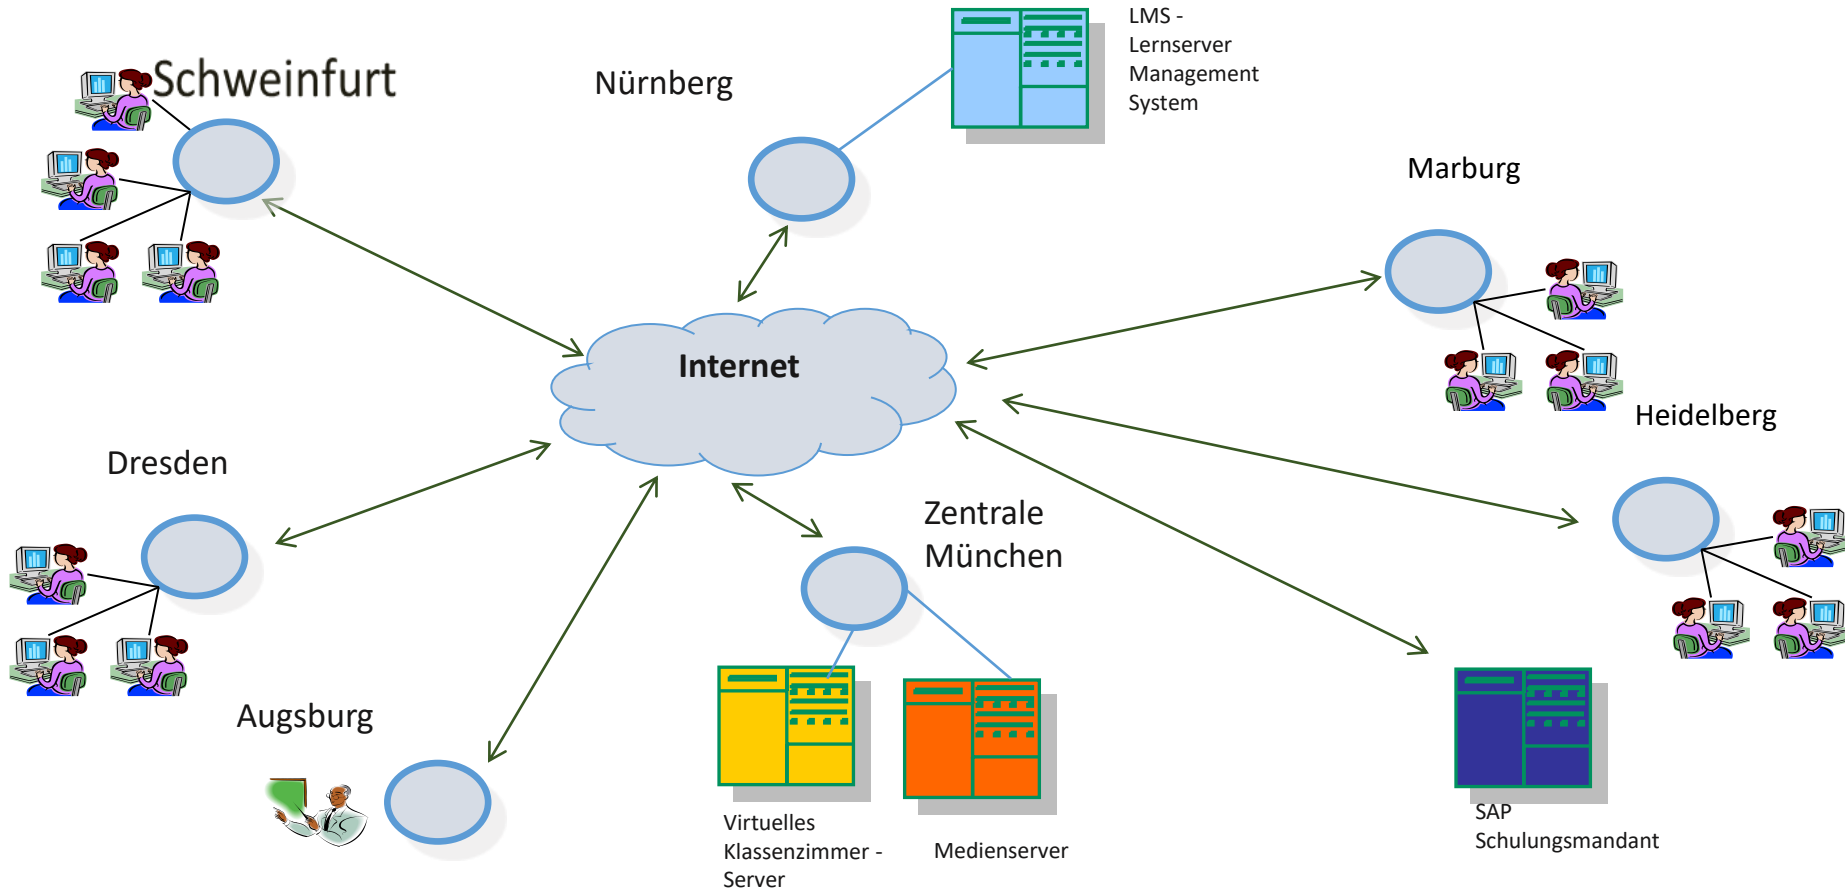 LMS -
Lernserver
Management
System
Schweinfurt
Nürnberg
Marburg
Internet
Heidelberg
Dresden
Zentrale
München
Augsburg
Virtuelles
Klassenzimmer -
Server
Medienserver
SAP
Schulungsmandant